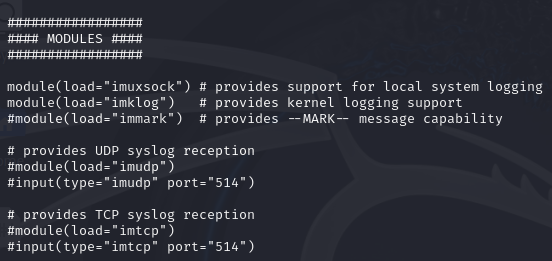 #################
#### MODULES ####
#################
module(load="imuxsock") # provides support for local system logging
module(load="imklog")   # provides kernel logging support
#module(load="immark")  # provides --MARK-- message capability
# provides UDP syslog reception
#module(load="imudp")
#input(type="imudp" port="514")
# provides TCP syslog reception
#module(load="imtcp")
#input(type="imtcp" port="514")